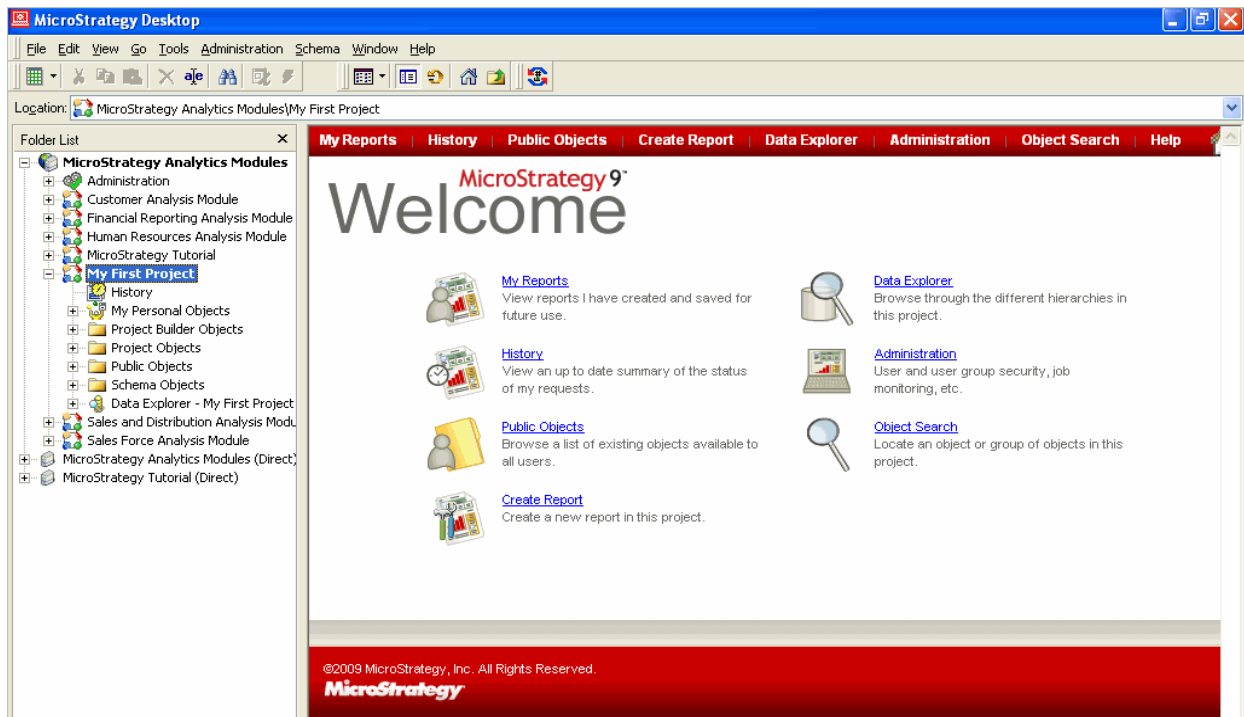 MicroStrategy Desktop
File Edit View Go Tools Administration Schema Window Help
Location: MicroStrategy Analytics Modules\My First Project
Folder List
MicroStrategy Analytics Modules
Administration
Customer Analysis Module
Financial Reporting Analysis Module
Human Resources Analysis Module
MicroStrategy Tutorial
My First Project
History
My Personal Objects
Project Builder Objects
Project Objects
Public Objects
Schema Objects
Data Explorer - My First Project
Sales and Distribution Analysis Modu
Sales Force Analysis Module
MicroStrategy Analytics Modules (Direct)
MicroStrategy Tutorial (Direct)
My Reports | History | Public Objects | Create Report | Data Explorer | Administration | Object Search | Help
MicroStrategy 9™
Welcome
My Reports
View reports I have created and saved for
future use.
History
View an up to date summary of the status
of my requests.
Public Objects
Browse a list of existing objects available to
all users.
Create Report
Create a new report in this project.
Data Explorer
Browse through the different hierarchies in
this project.
Administration
User and user group security, job
monitoring, etc.
Object Search
Locate an object or group of objects in this
project.
©2009 MicroStrategy, Inc. All Rights Reserved.
MicroStrategy